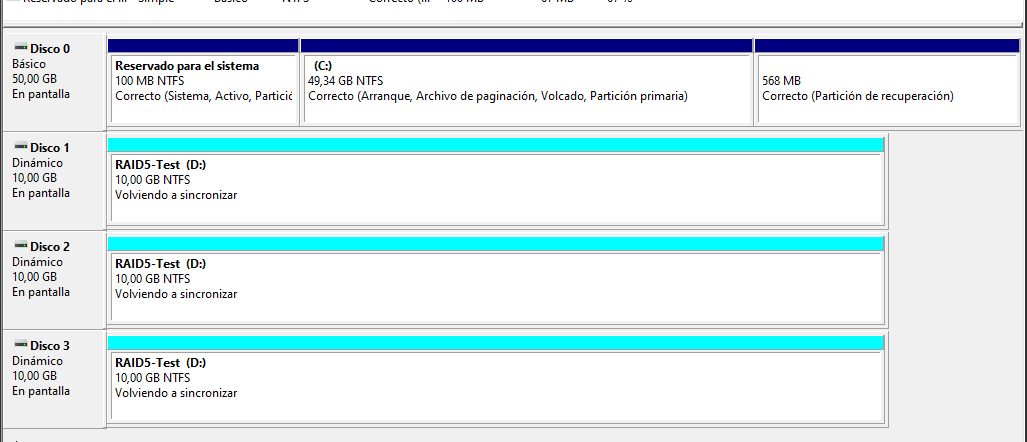 Disco 0
Básico
50,00 GB
En pantalla
Reservado para el sistema
100 MB NTFS
Correcto (Sistema, Activo, Partició
(C:)
49,34 GB NTFS
Correcto (Arranque, Archivo de paginación, Volcado, Partición primaria)
568 MB
Correcto (Partición de recuperación)
Disco 1
Dinámico
10,00 GB
En pantalla
RAID5-Test (D:)
10,00 GB NTFS
Volviendo a sincronizar
Disco 2
Dinámico
10,00 GB
En pantalla
RAID5-Test (D:)
10,00 GB NTFS
Volviendo a sincronizar
Disco 3
Dinámico
10,00 GB
En pantalla
RAID5-Test (D:)
10,00 GB NTFS
Volviendo a sincronizar